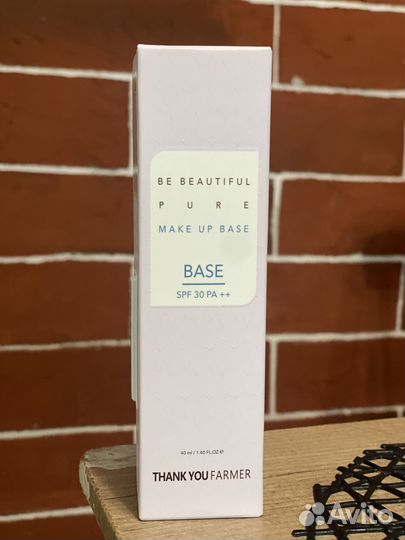 BE BEAUTIFUL
PURE
MAKE UP BASE
BASE
SPF 30 PA ++
40 ml / 1.40 FL.OZ ℮
THANK YOU FARMER
Avito